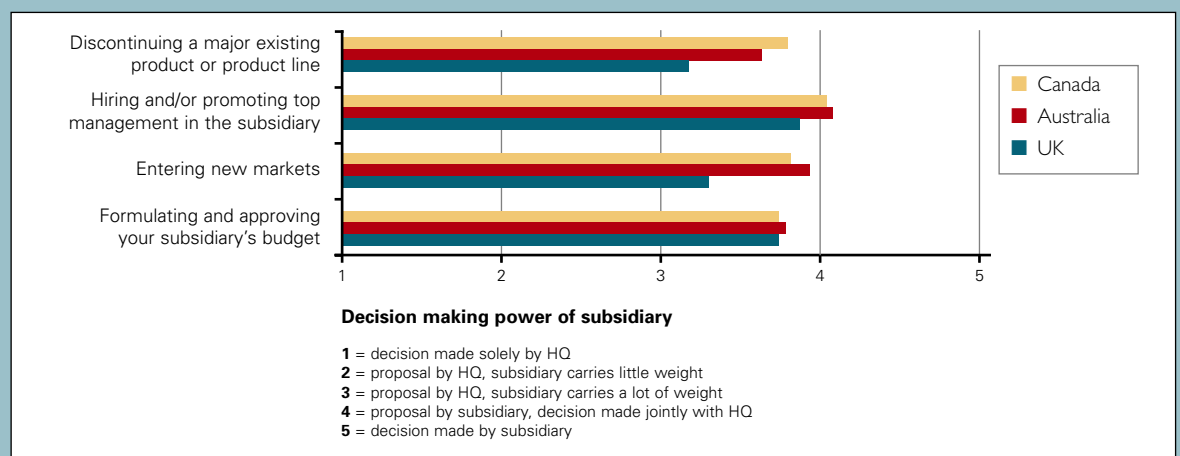 Discontinuing a major existing
product or product line
Hiring and/or promoting top
management in the subsidiary
Entering new markets
Formulating and approving
your subsidiary's budget
1 2 3 4 5
Canada
Australia
UK
Decision making power of subsidiary
1 = decision made solely by HQ
2 = proposal by HQ, subsidiary carries little weight
3 = proposal by HQ, subsidiary carries a lot of weight
4 = proposal by subsidiary, decision made jointly with HQ
5 = decision made by subsidiary